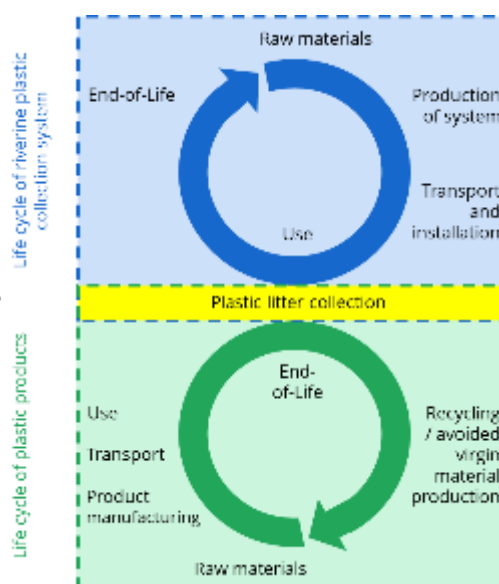 Life cycle of riverine plastic
collection system
Raw materials
End-of-Life
Production
of system
Transport
and
installation
Use
Plastic litter collection
Life cycle of plastic products
End-
of-Life
Use
Transport
Product
manufacturing
Recycling
/ avoided
virgin
material
production
Raw materials